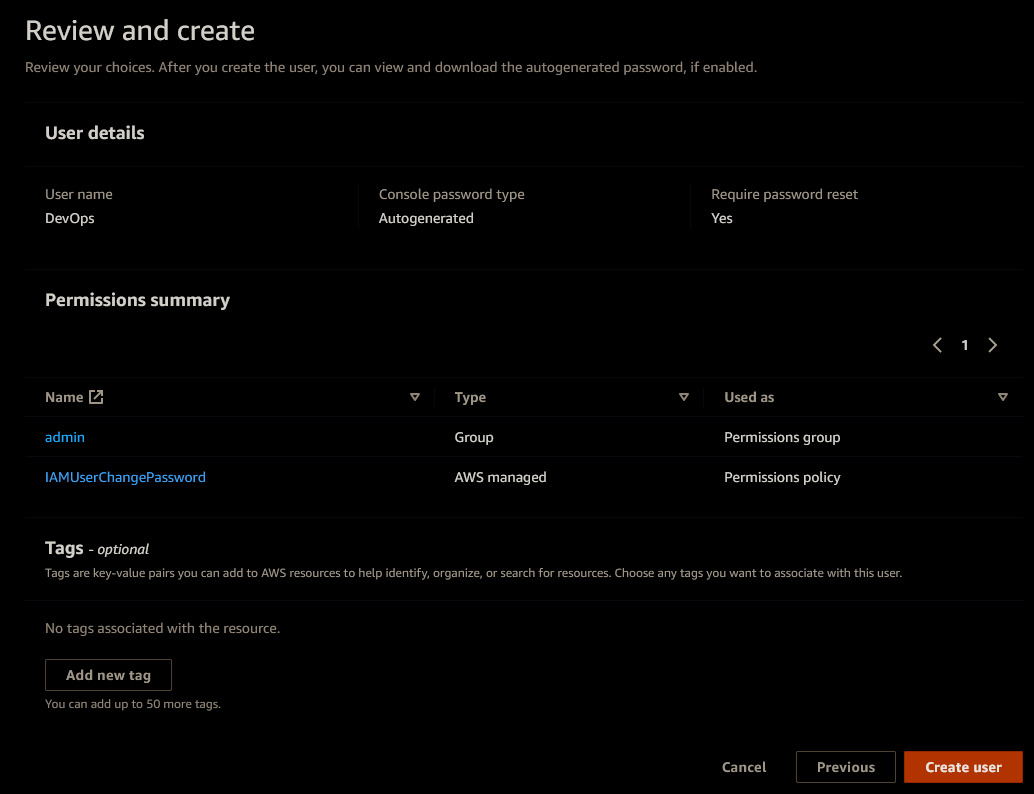 Review and create
Review your choices. After you create the user, you can view and download the autogenerated password, if enabled.
User details
User name
DevOps
Console password type
Autogenerated
Require password reset
Yes
Permissions summary
1
Name Type Used as
admin Group Permissions group
IAMUserChangePassword AWS managed Permissions policy
Tags - optional
Tags are key-value pairs you can add to AWS resources to help identify, organize, or search for resources. Choose any tags you want to associate with this user.
No tags associated with the resource.
Add new tag
You can add up to 50 more tags.
Cancel Previous Create user